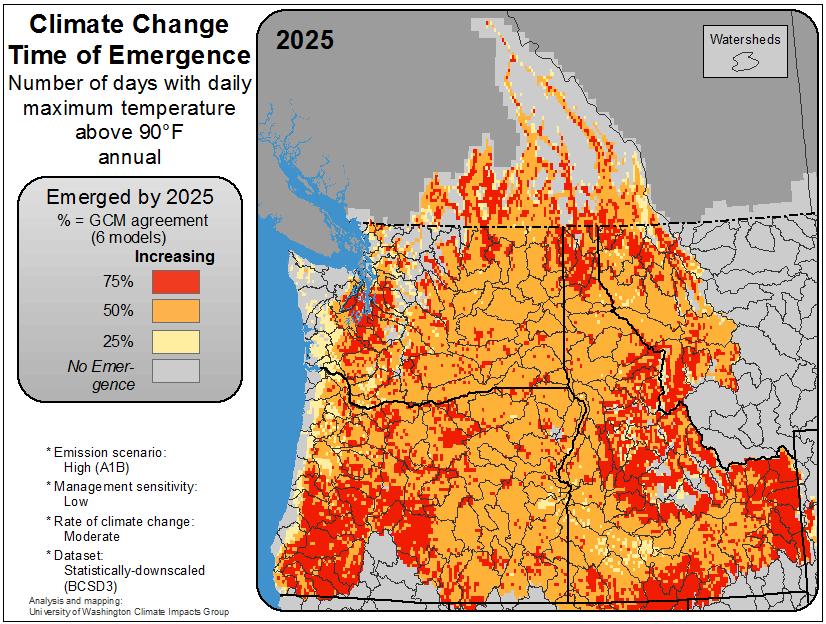 Climate Change
Time of Emergence
Number of days with daily
maximum temperature
above 90°F
annual
Emerged by 2025
% = GCM agreement
(6 models)
Increasing
75%
50%
25%
No Emer-
gence
* Emission scenario:
High (A1B)
* Management sensitivity:
Low
* Rate of climate change:
Moderate
* Dataset:
Statistically-downscaled
(BCSD3)
Analysis and mapping:
University of Washington Climate Impacts Group
2025
Watersheds